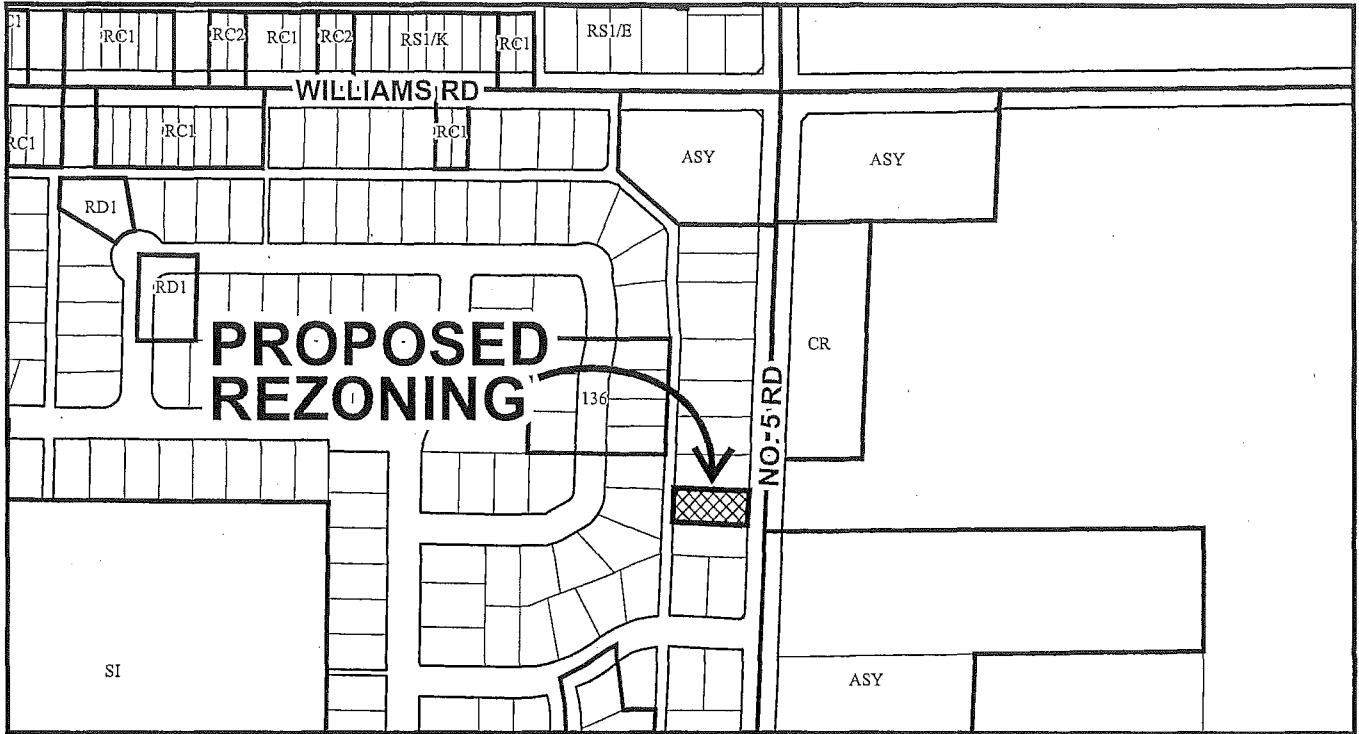 C1
RC1
RC2
RC1
RC2
RS1/K
RC1
RS1/E
WILLIAMS RD
RC1
RC1
RC1
ASY
ASY
RD1
RD1
PROPOSED
REZONING
136
CR
NO. 5 RD
SI
ASY